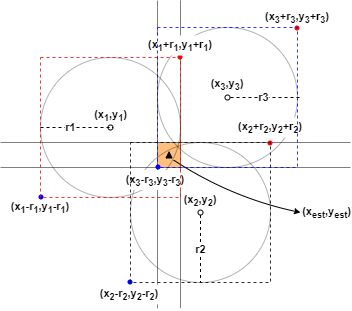 (x3+r3,y3+r3)
(x1+r1,y1+r1)
(x3,y3)
r3
(x1,y1)
r1
(x2+r2,y2+r2)
(x3-r3,y3-r3)
(x1-r1,y1-r1)
(x2,y2)
(xest,yest)
r2
(x2-r2,y2-r2)